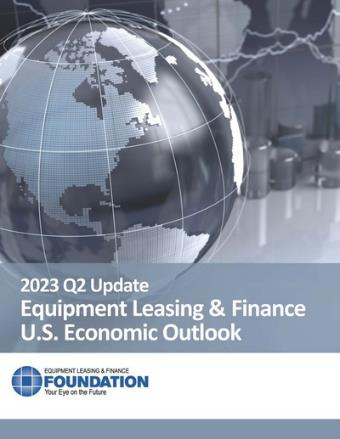 2023 Q2 Update
Equipment Leasing & Finance
U.S. Economic Outlook
EQUIPMENT LEASING & FINANCE
FOUNDATION
Your Eye on the Future